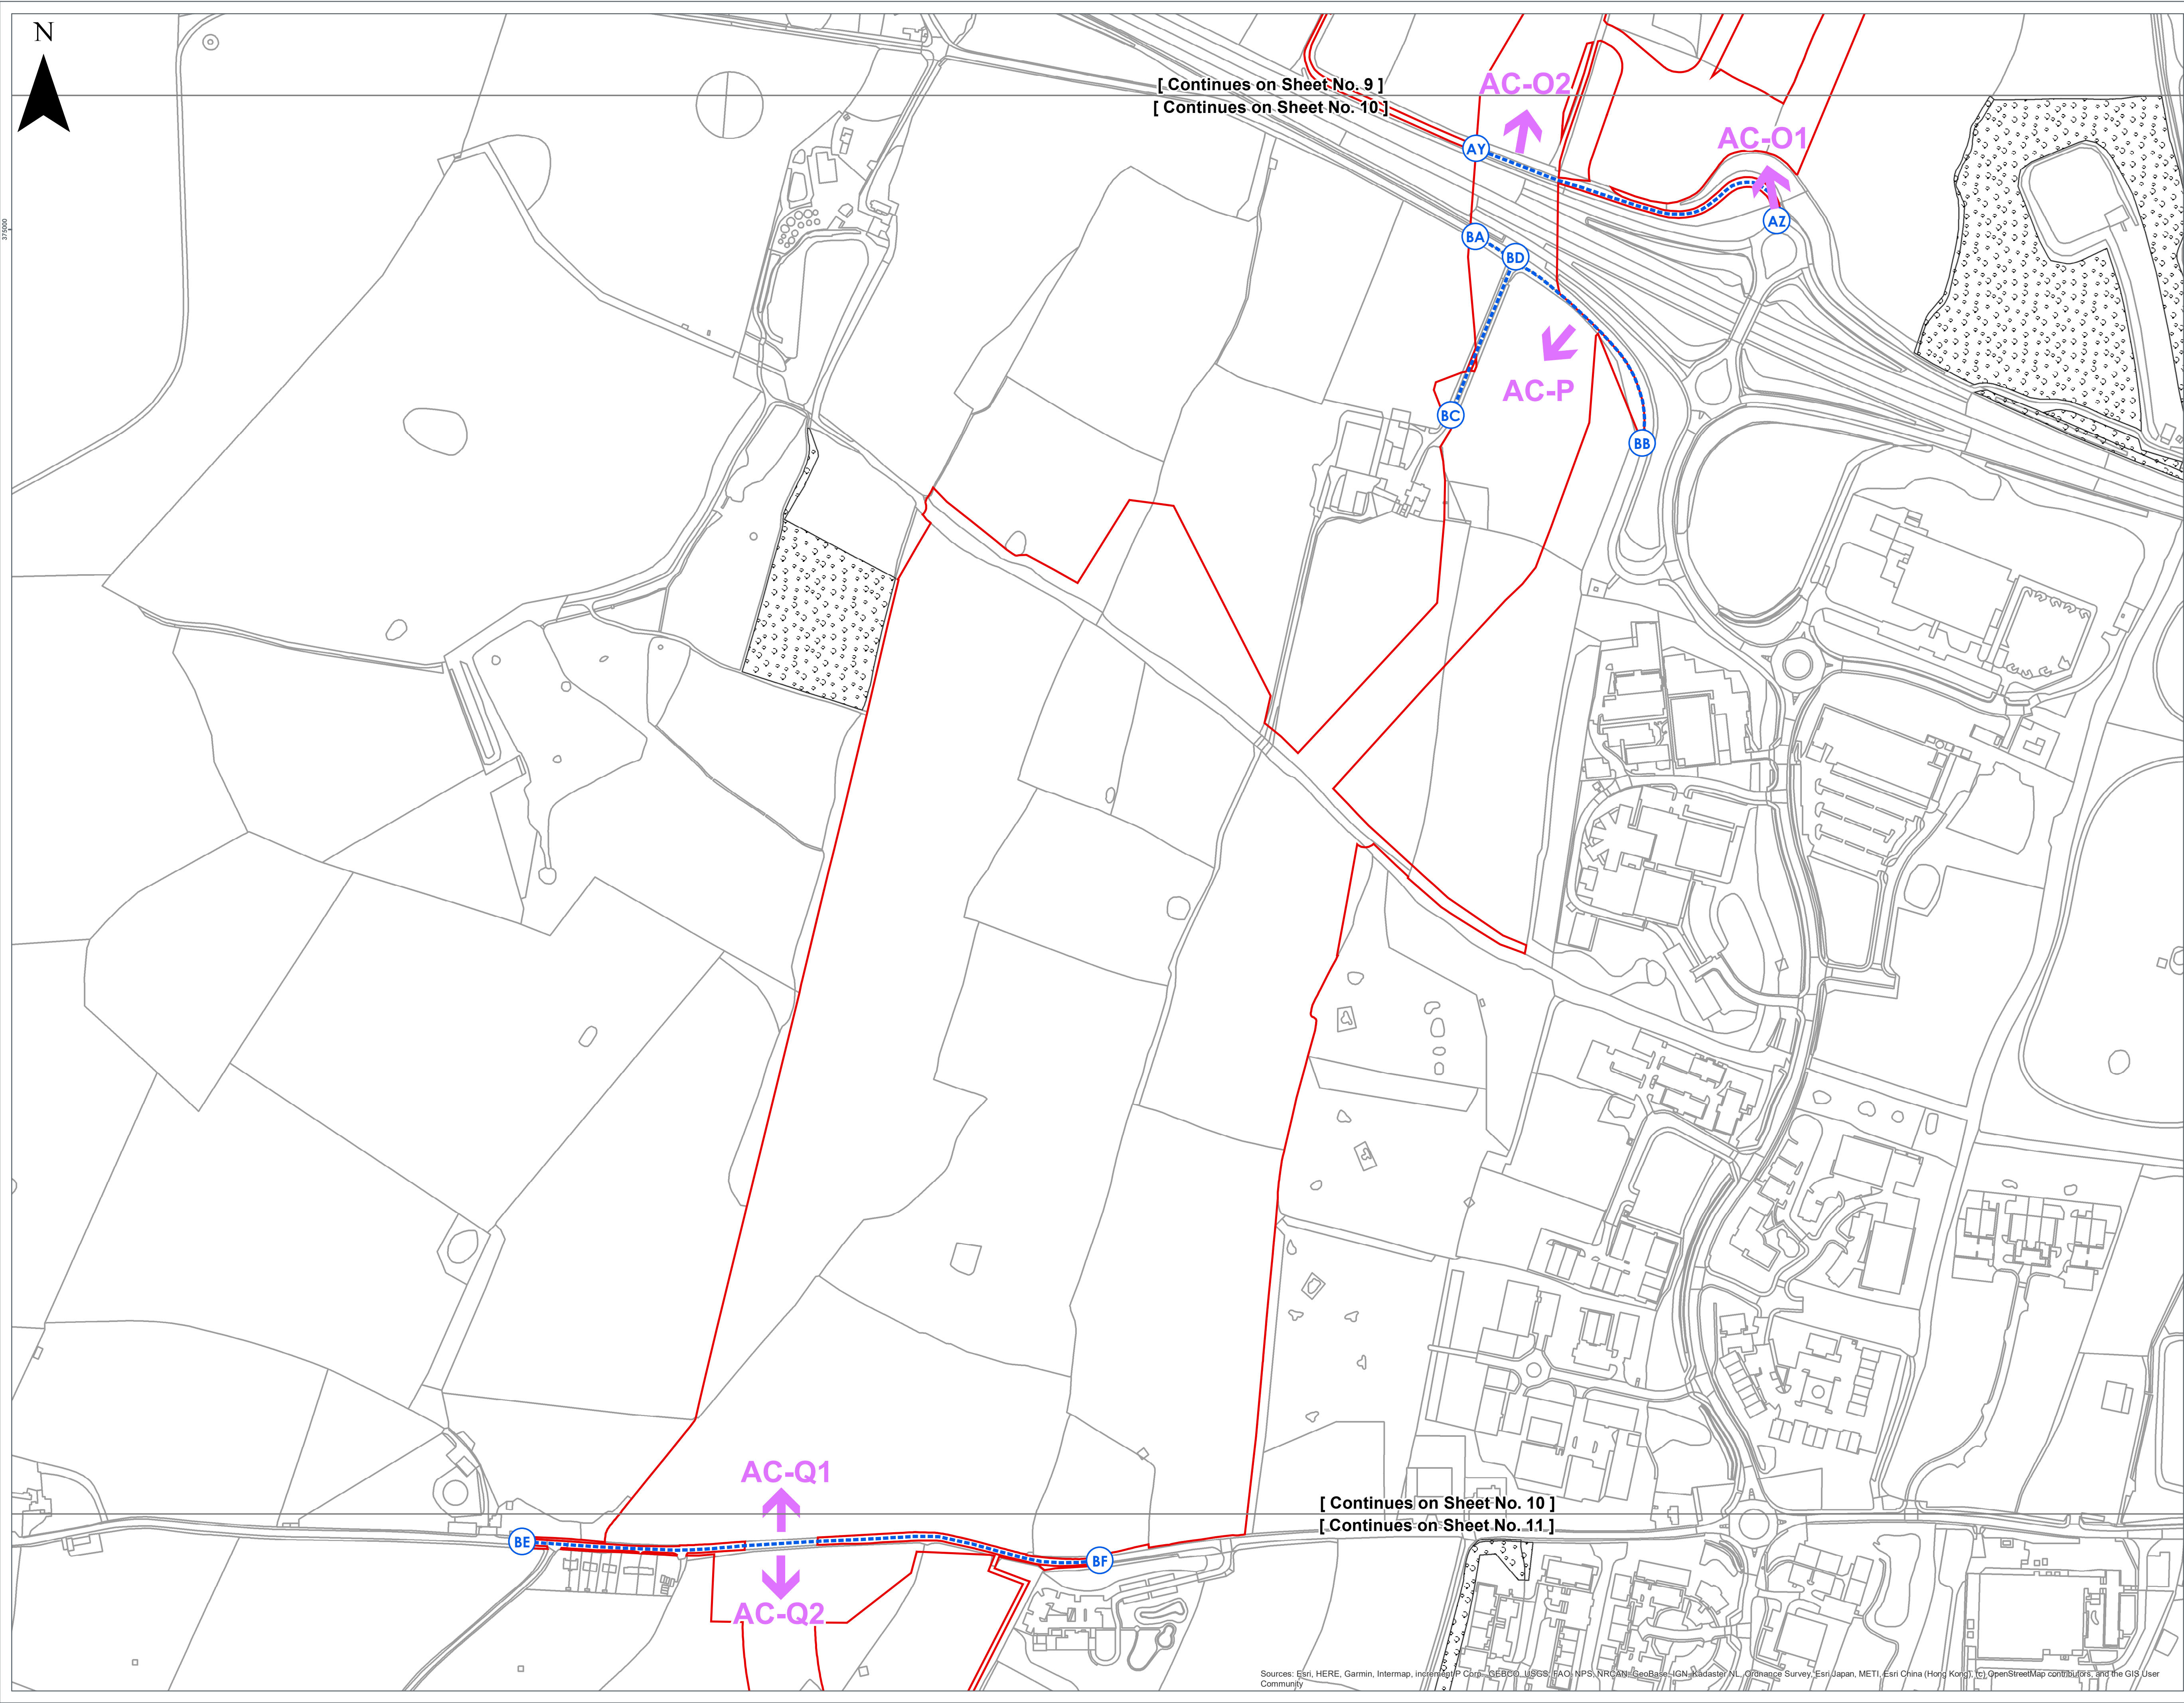 N
[ Continues on Sheet No. 9 ]
[ Continues on Sheet No. 10 ]
AC-O2
AC-O1
AY
AZ
375000
BA
BD
AC-P
BC
BB
AC-Q1
[ Continues on Sheet No. 10 ]
[ Continues on Sheet No. 11 ]
BE
BF
AC-Q2
Sources: Esri, HERE, Garmin, Intermap, increment P Corp., GEBCO, USGS, FAO, NPS, NRCAN, GeoBase, IGN, Kadaster NL, Ordnance Survey, Esri Japan, METI, Esri China (Hong Kong), (c) OpenStreetMap contributors, and the GIS User
Community